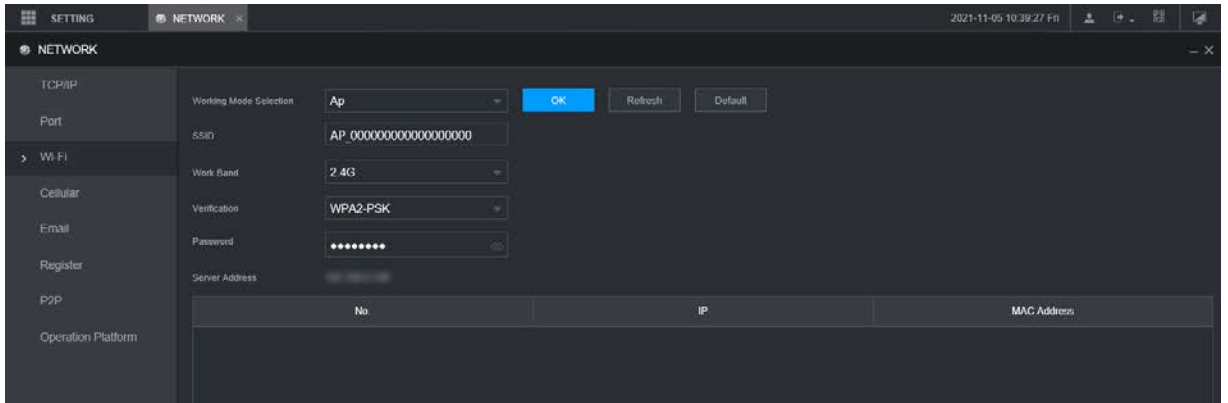 SETTING NETWORK × 2021-11-05 10:39:27 Fri
NETWORK
TCP/IP
Working Mode Selection Ap OK Refresh Default
Port
SSID AP_000000000000000000
Wi-Fi
Work Band 2.4G
Cellular
Verification WPA2-PSK
Email
Password ●●●●●●●●
Register
Server Address
P2P
No. IP MAC Address
Operation Platform